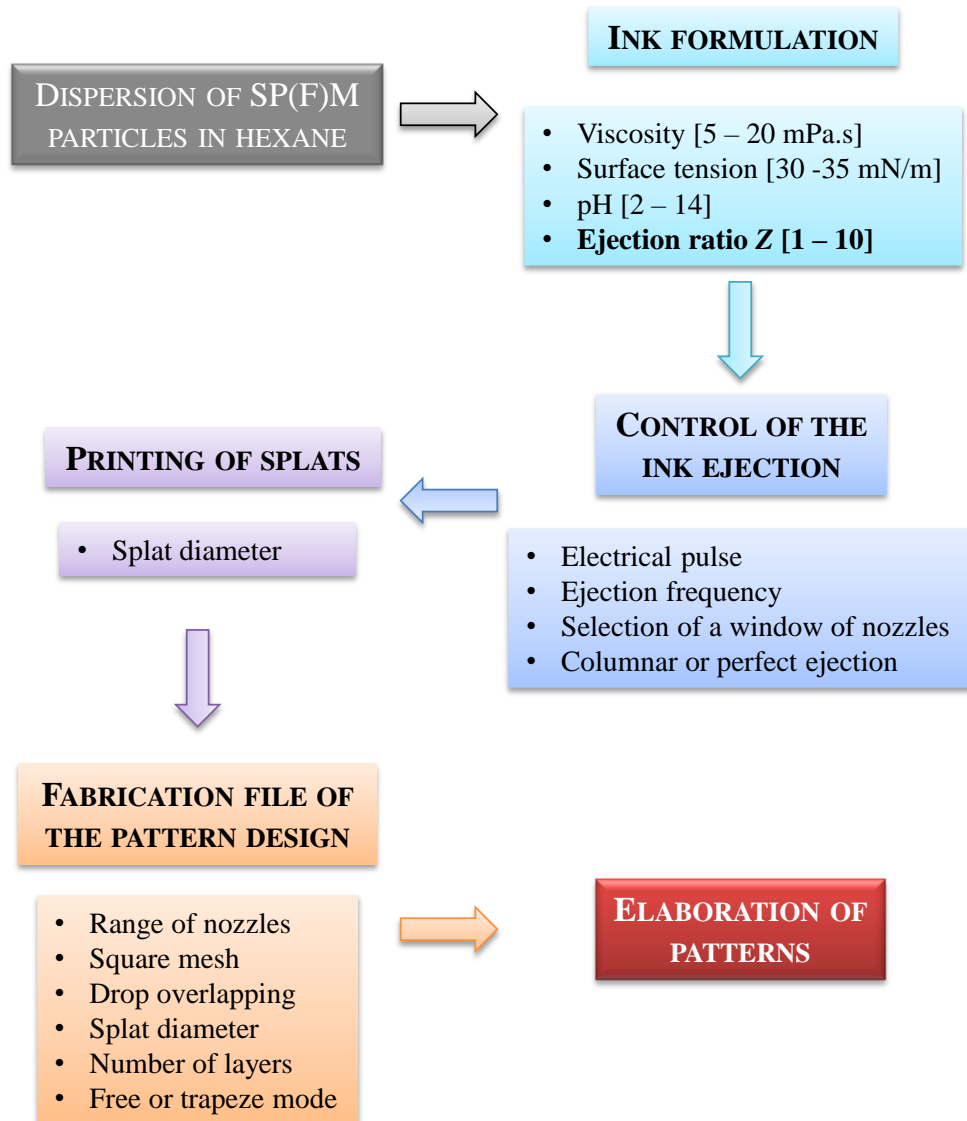 DISPERSION OF SP(F)M
PARTICLES IN HEXANE
INK FORMULATION
• Viscosity [5 – 20 mPa.s]
• Surface tension [30 -35 mN/m]
• pH [2 – 14]
• Ejection ratio Z [1 – 10]
CONTROL OF THE
INK EJECTION
• Electrical pulse
• Ejection frequency
• Selection of a window of nozzles
• Columnar or perfect ejection
PRINTING OF SPLATS
• Splat diameter
FABRICATION FILE OF
THE PATTERN DESIGN
• Range of nozzles
• Square mesh
• Drop overlapping
• Splat diameter
• Number of layers
• Free or trapeze mode
ELABORATION OF
PATTERNS